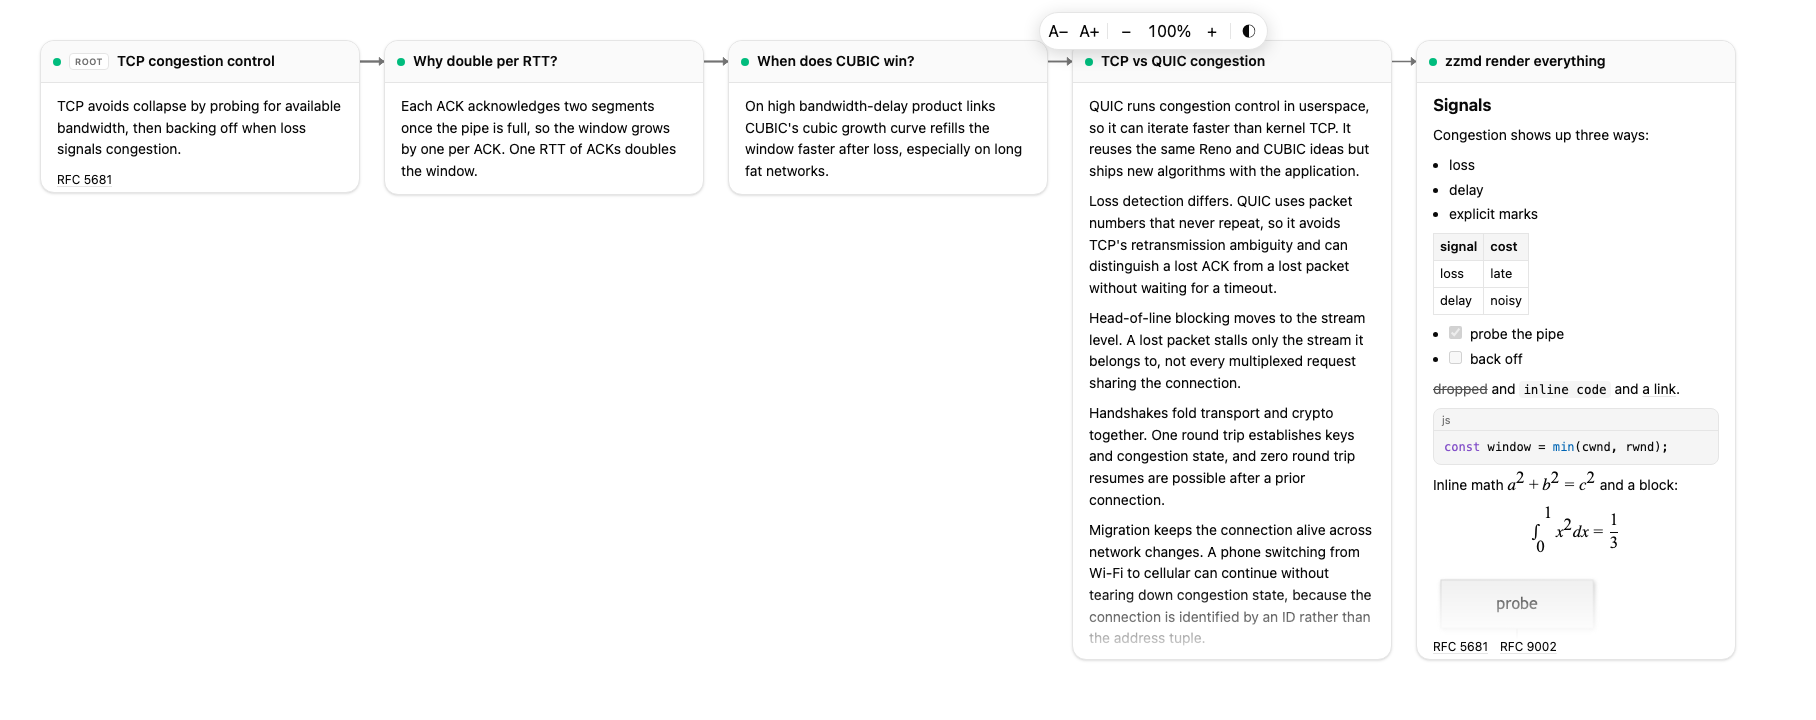 A− A+ − 100% +
ROOT TCP congestion control
TCP avoids collapse by probing for available
bandwidth, then backing off when loss
signals congestion.
RFC 5681
Why double per RTT?
Each ACK acknowledges two segments
once the pipe is full, so the window grows
by one per ACK. One RTT of ACKs doubles
the window.
When does CUBIC win?
On high bandwidth-delay product links
CUBIC's cubic growth curve refills the
window faster after loss, especially on long
fat networks.
TCP vs QUIC congestion
QUIC runs congestion control in userspace,
so it can iterate faster than kernel TCP. It
reuses the same Reno and CUBIC ideas but
ships new algorithms with the application.
Loss detection differs. QUIC uses packet
numbers that never repeat, so it avoids
TCP's retransmission ambiguity and can
distinguish a lost ACK from a lost packet
without waiting for a timeout.
Head-of-line blocking moves to the stream
level. A lost packet stalls only the stream it
belongs to, not every multiplexed request
sharing the connection.
Handshakes fold transport and crypto
together. One round trip establishes keys
and congestion state, and zero round trip
resumes are possible after a prior
connection.
Migration keeps the connection alive across
network changes. A phone switching from
Wi-Fi to cellular can continue without
tearing down congestion state, because the
connection is identified by an ID rather than
the address tuple.
zzmd render everything
Signals
Congestion shows up three ways:
• loss
• delay
• explicit marks
signal cost
loss late
delay noisy
• probe the pipe
• back off
dropped and inline code and a link.
js
const window = min(cwnd, rwnd);
Inline math a² + b² = c² and a block:
∫₀¹ x² dx = 1/3
probe
RFC 5681 RFC 9002